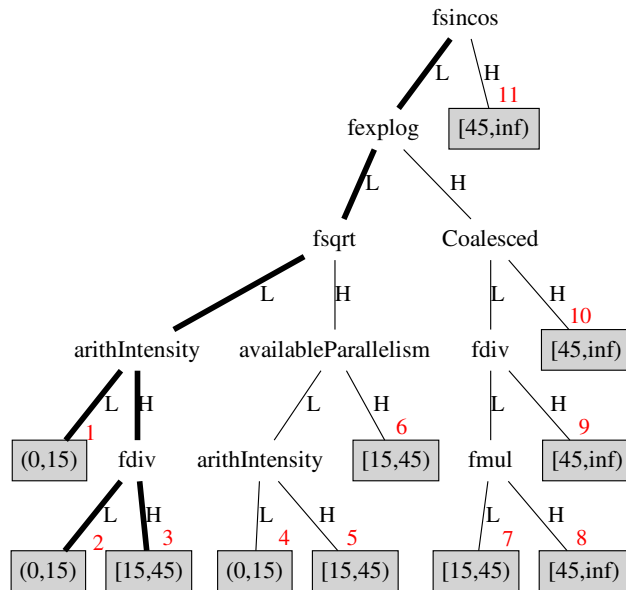 fsincos
L H
11
fexplog [45,inf)
L H
fsqrt Coalesced
L H L H
10
arithIntensity availableParallelism fdiv [45,inf)
L H L H L H
1 6 9
(0,15) fdiv arithIntensity [15,45) fmul [45,inf)
L H L H L H
2 3 4 5 7 8
(0,15) [15,45) (0,15) [15,45) [15,45) [45,inf)